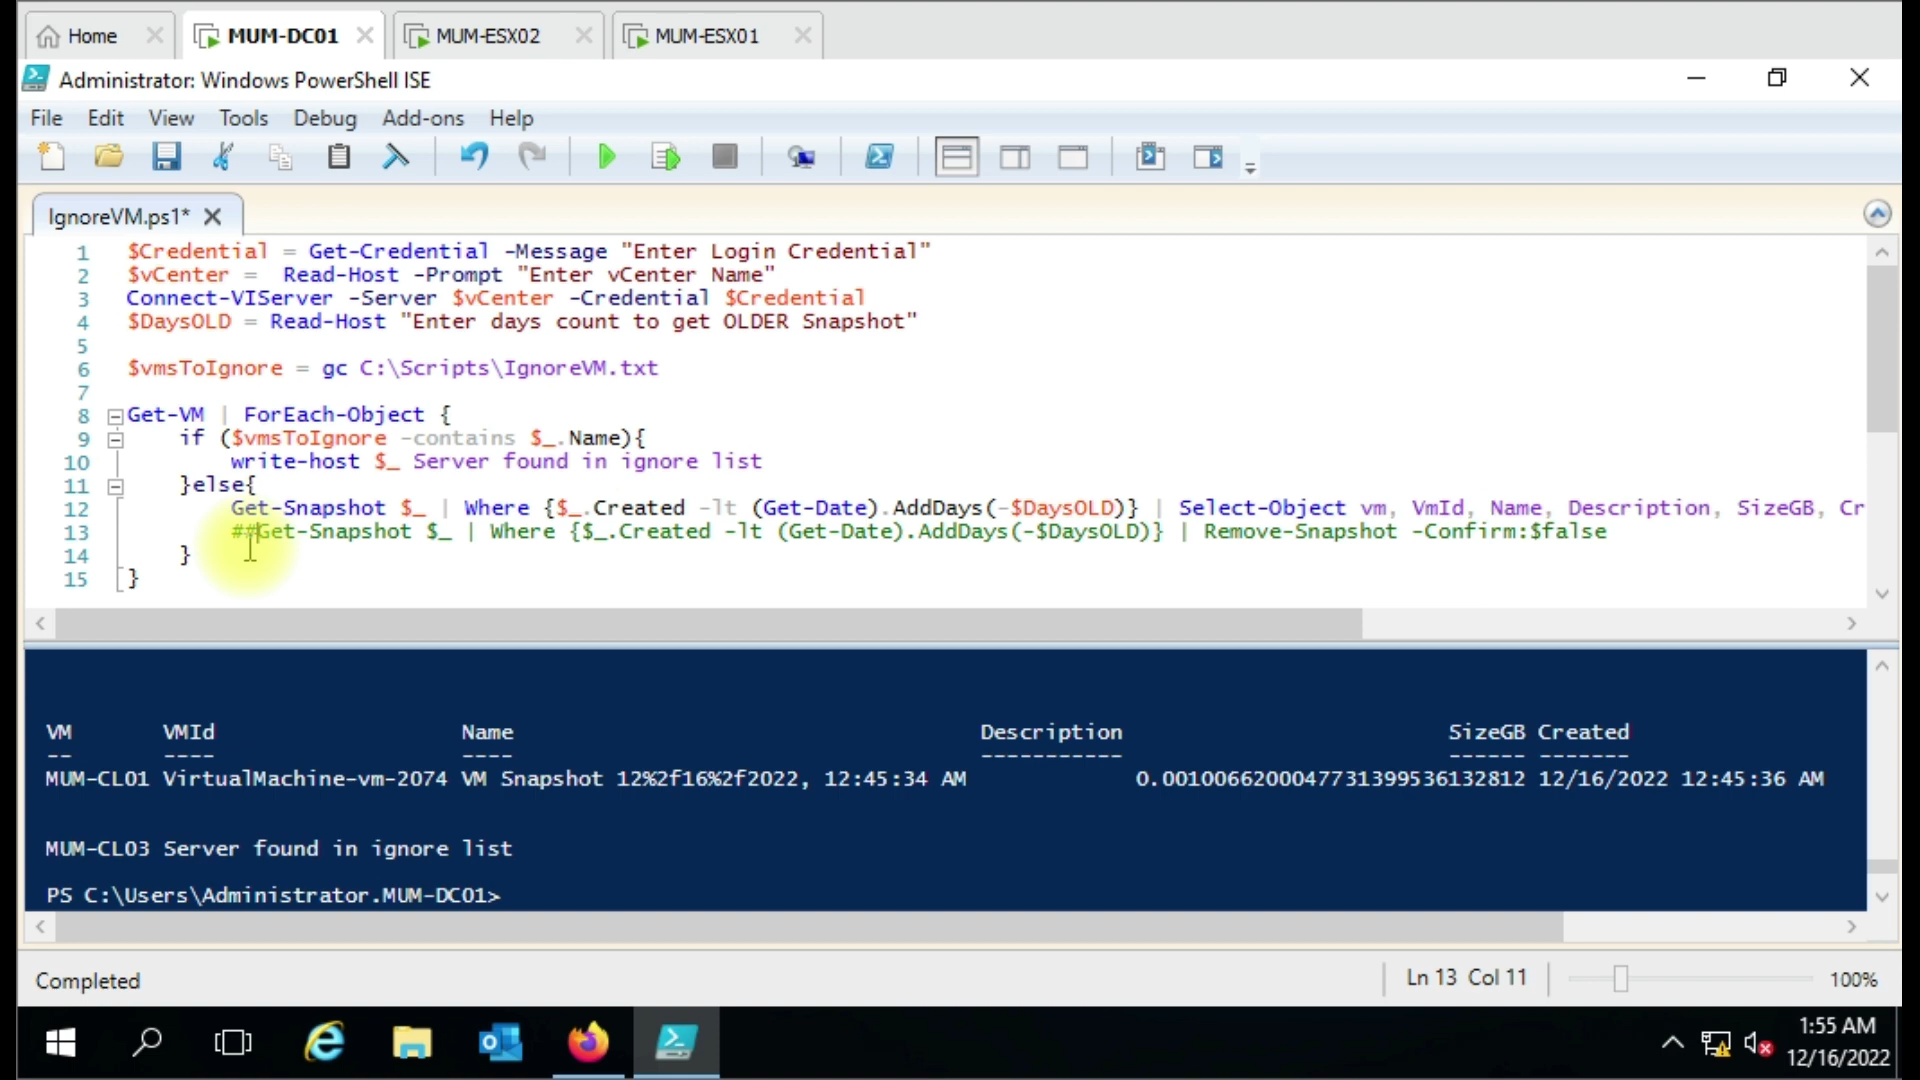 Home MUM-DC01 MUM-ESX02 MUM-ESX01
Administrator: Windows PowerShell ISE
File Edit View Tools Debug Add-ons Help
IgnoreVM.ps1*
1 $Credential = Get-Credential -Message "Enter Login Credential"
2 $vCenter =  Read-Host -Prompt "Enter vCenter Name"
3 Connect-VIServer -Server $vCenter -Credential $Credential
4 $DaysOLD = Read-Host "Enter days count to get OLDER Snapshot"
5
6 $vmsToIgnore = gc C:\Scripts\IgnoreVM.txt
7
8 Get-VM | ForEach-Object {
9 if ($vmsToIgnore -contains $_.Name){
10 write-host $_ Server found in ignore list
11 }else{
12 Get-Snapshot $_ | Where {$_.Created -lt (Get-Date).AddDays(-$DaysOLD)} | Select-Object vm, VmId, Name, Description, SizeGB, Cr
13 ##Get-Snapshot $_ | Where {$_.Created -lt (Get-Date).AddDays(-$DaysOLD)} | Remove-Snapshot -Confirm:$false
14 }
15 }
VM VMId Name Description SizeGB Created
-- ---- ---- ----------- ------ -------
MUM-CL01 VirtualMachine-vm-2074 VM Snapshot 12%2f16%2f2022, 12:45:34 AM 0.0010066200047731399536132812 12/16/2022 12:45:36 AM
MUM-CL03 Server found in ignore list
PS C:\Users\Administrator.MUM-DC01>
Completed Ln 13 Col 11 100%
1:55 AM
12/16/2022